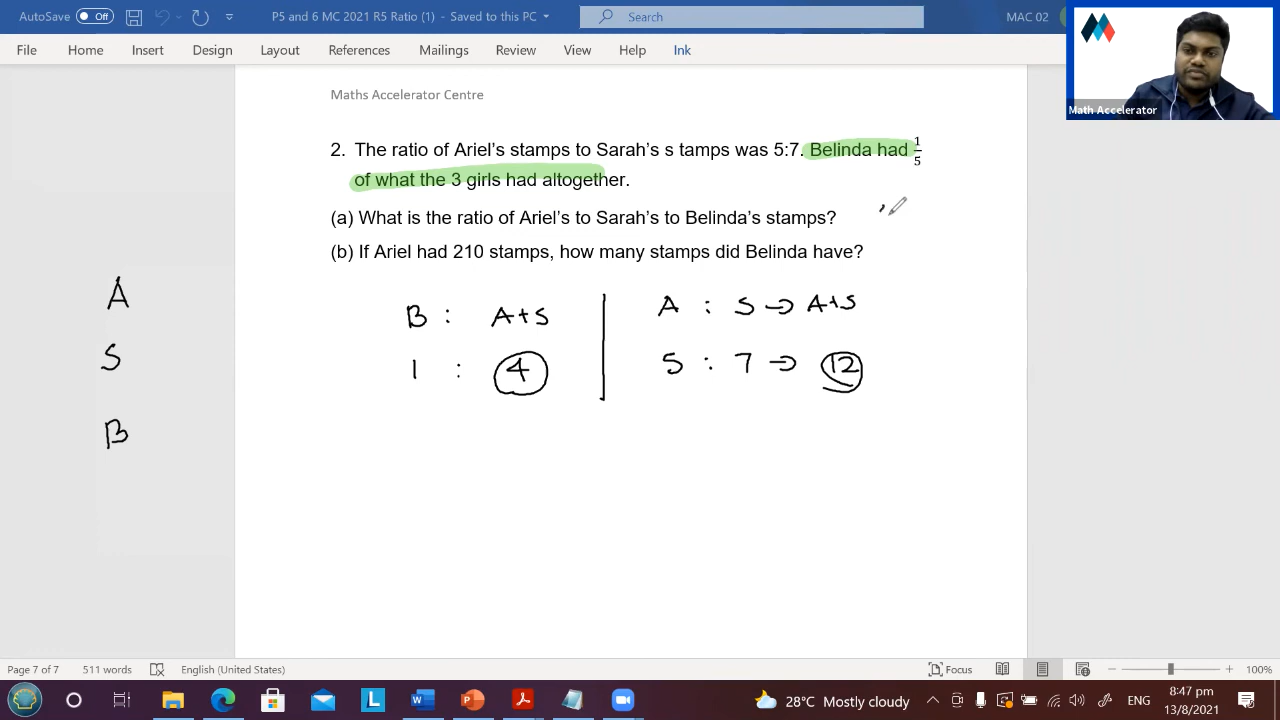 AutoSave Off P5 and 6 MC 2021 R5 Ratio (1) - Saved to this PC Search MAC 02
File Home Insert Design Layout References Mailings Review View Help Ink
Math Accelerator
Maths Accelerator Centre
2. The ratio of Ariel’s stamps to Sarah’s s tamps was 5:7. Belinda had 1/5
of what the 3 girls had altogether.
(a) What is the ratio of Ariel’s to Sarah’s to Belinda’s stamps?
(b) If Ariel had 210 stamps, how many stamps did Belinda have?
A
S
B
B : A+S
1 : 4
A : S → A+S
5 : 7 → 12
Page 7 of 7 511 words English (United States) Focus 100%
28°C Mostly cloudy ENG 8:47 pm
13/8/2021